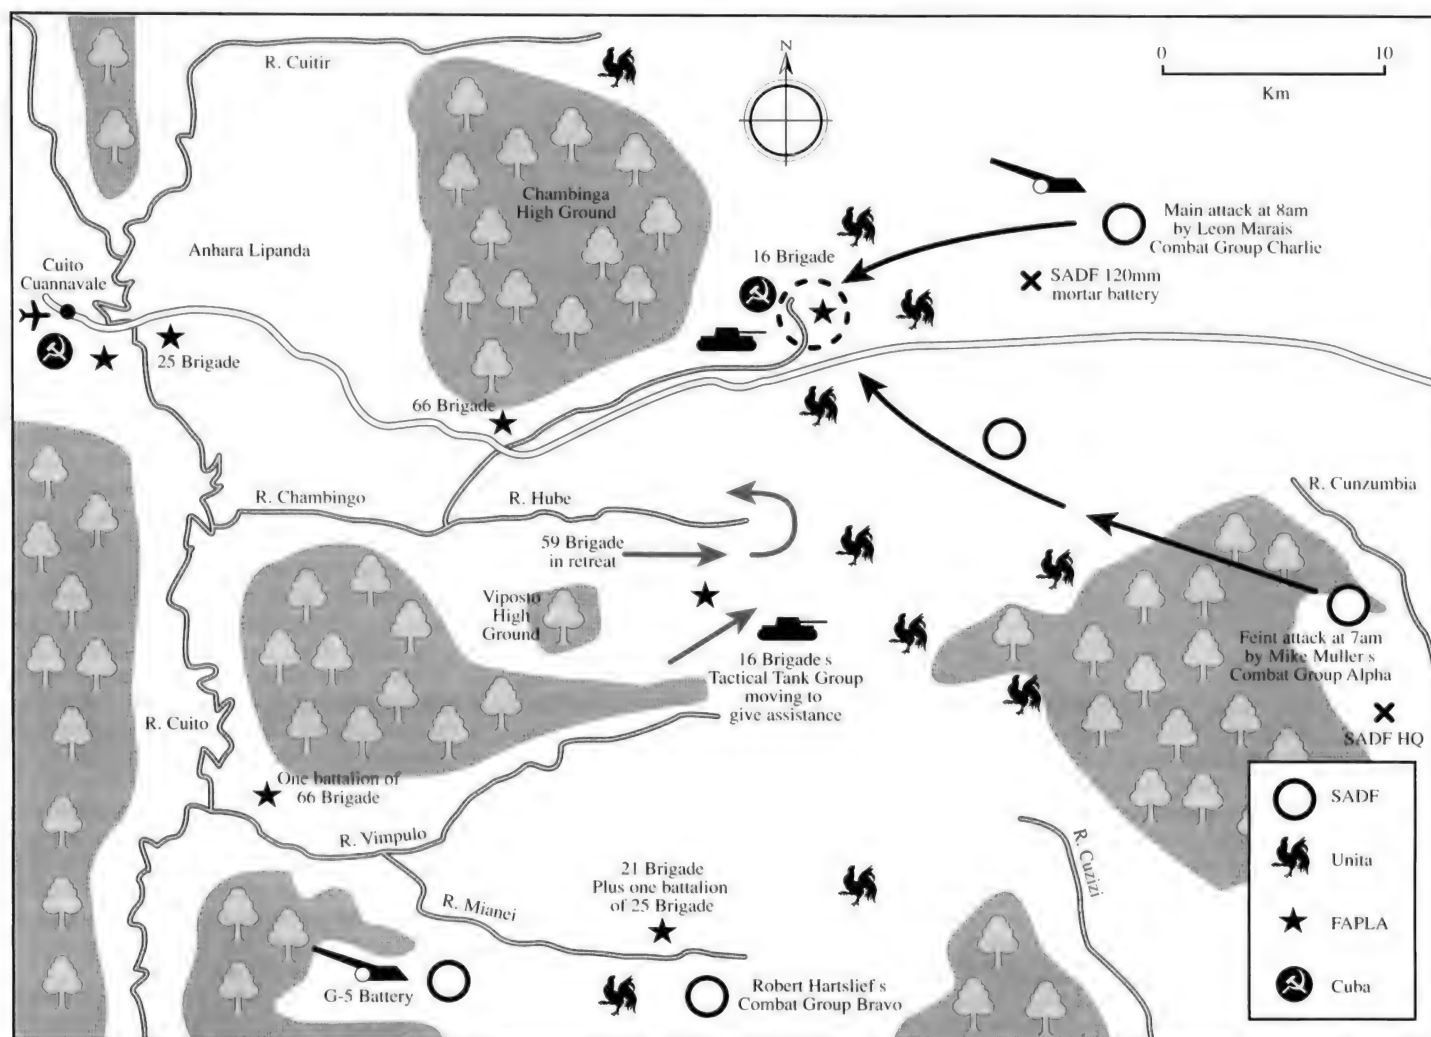 R. Cuitir
N
0
10
Km
Chambinga
High Ground
Main attack at 8am
by Leon Marais
Combat Group Charlie
Anhara Lipanda
16 Brigade
Cuito
Cuannavale
SADF 120mm
mortar battery
25 Brigade
66 Brigade
R. Chambingo
R. Hube
R. Cunzumbia
59 Brigade
in retreat
Viposto
High
Ground
Feint attack at 7am
by Mike Muller s
Combat Group Alpha
16 Brigade s
Tactical Tank Group
moving to
give assistance
R. Cuito
SADF HQ
One battalion of
66 Brigade
R. Vimpulo
R. Cuzizi
21 Brigade
Plus one battalion
of 25 Brigade
R. Mianei
G-5 Battery
Robert Hartslief s
Combat Group Bravo
SADF
Unita
FAPLA
Cuba